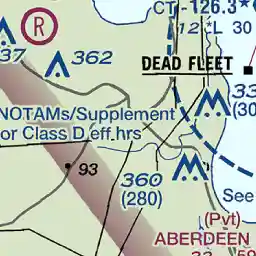 CT - 126.3*
R
12 L 30
37
362
DEAD FLEET
33
(30
NOTAMs/Supplement
or Class D eff hrs
93
360
(280)
See
(Pvt)
ABERDEEN